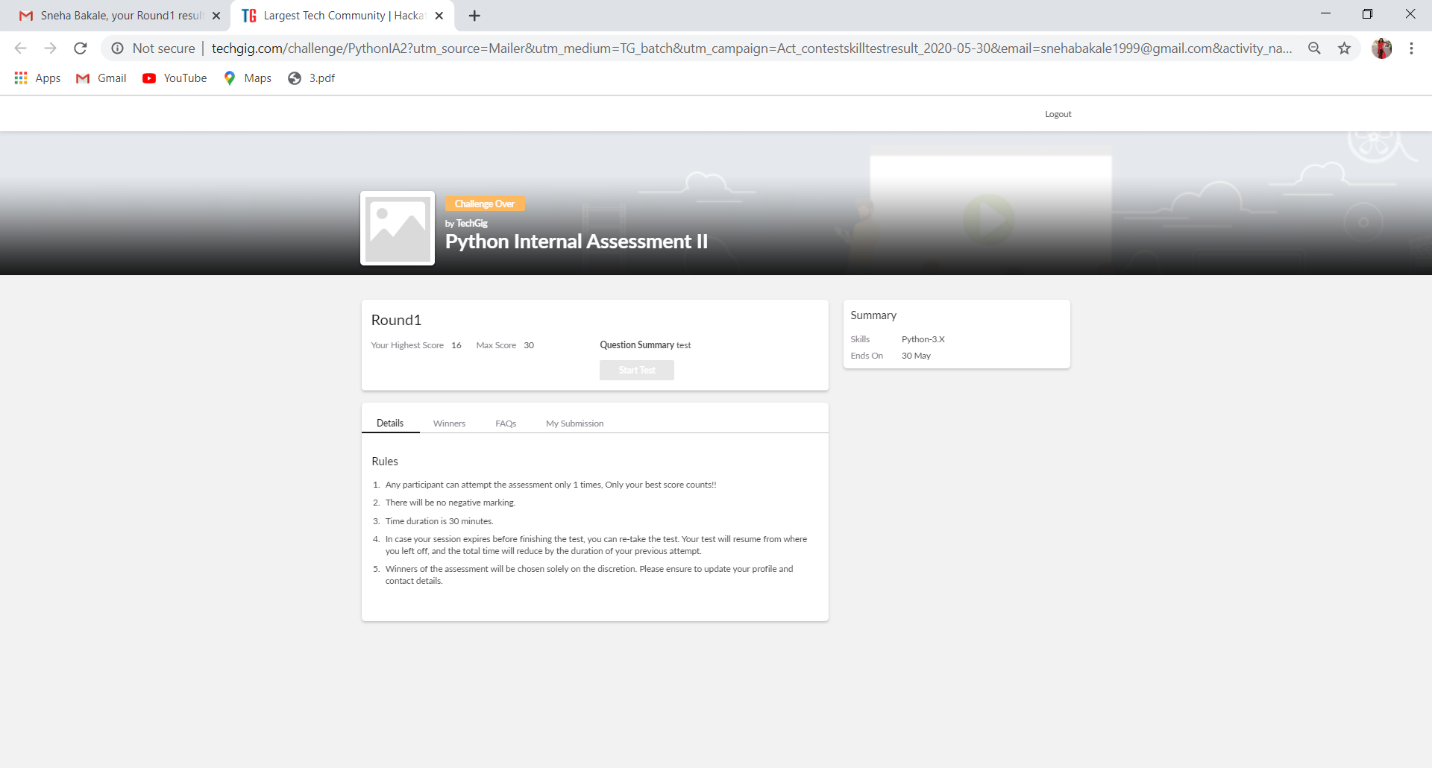 Sneha Bakale, your Round1 resul
TG Largest Tech Community | Hacka
Not secure | techgig.com/challenge/PythonIA2?utm_source=Mailer&utm_medium=TG_batch&utm_campaign=Act_contestskilltestresult_2020-05-30&email=snehabakale1999@gmail.com&activity_na...
Apps Gmail YouTube Maps 3.pdf
Logout
Challenge Over
by TechGig
Python Internal Assessment II
Round1
Your Highest Score 16 Max Score 30
Question Summary test
Start Test
Summary
Skills Python-3.X
Ends On 30 May
Details Winners FAQs My Submission
Rules
1. Any participant can attempt the assessment only 1 times, Only your best score counts!!
2. There will be no negative marking.
3. Time duration is 30 minutes.
4. In case your session expires before finishing the test, you can re-take the test. Your test will resume from where
you left off, and the total time will reduce by the duration of your previous attempt.
5. Winners of the assessment will be chosen solely on the discretion. Please ensure to update your profile and
contact details.